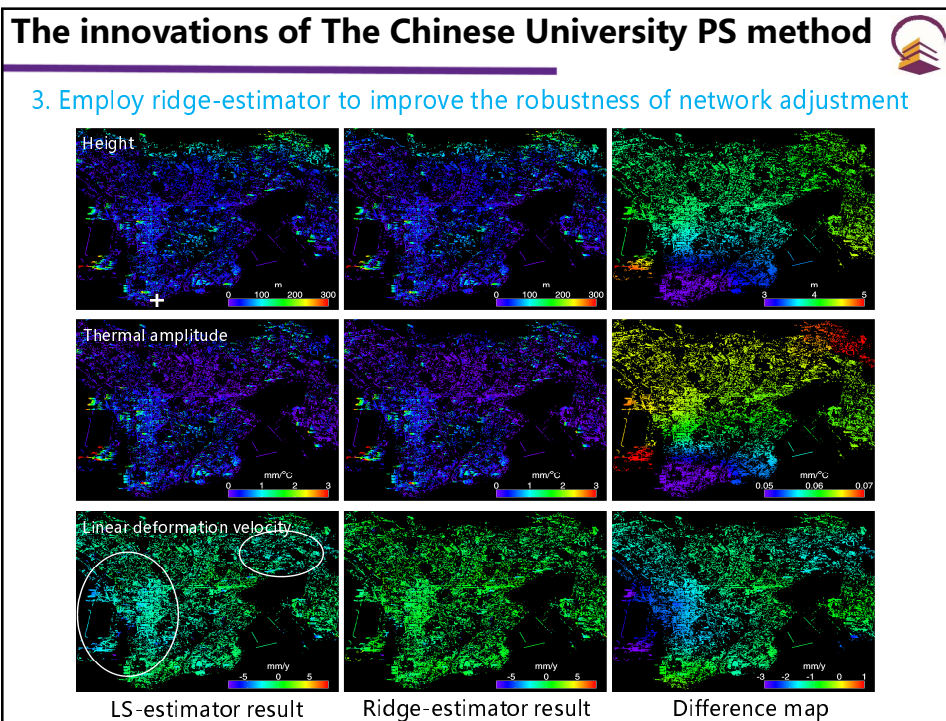 The innovations of The Chinese University PS method
3. Employ ridge-estimator to improve the robustness of network adjustment
Height
m
0 100 200 300
m
0 100 200 300
m
3 4 5
Thermal amplitude
mm/°C
0 1 2 3
mm/°C
0 1 2 3
mm/°C
0.05 0.06 0.07
Linear deformation velocity
mm/y
-5 0 5
mm/y
-5 0 5
mm/y
-3 -2 -1 0 1
LS-estimator result
Ridge-estimator result
Difference map